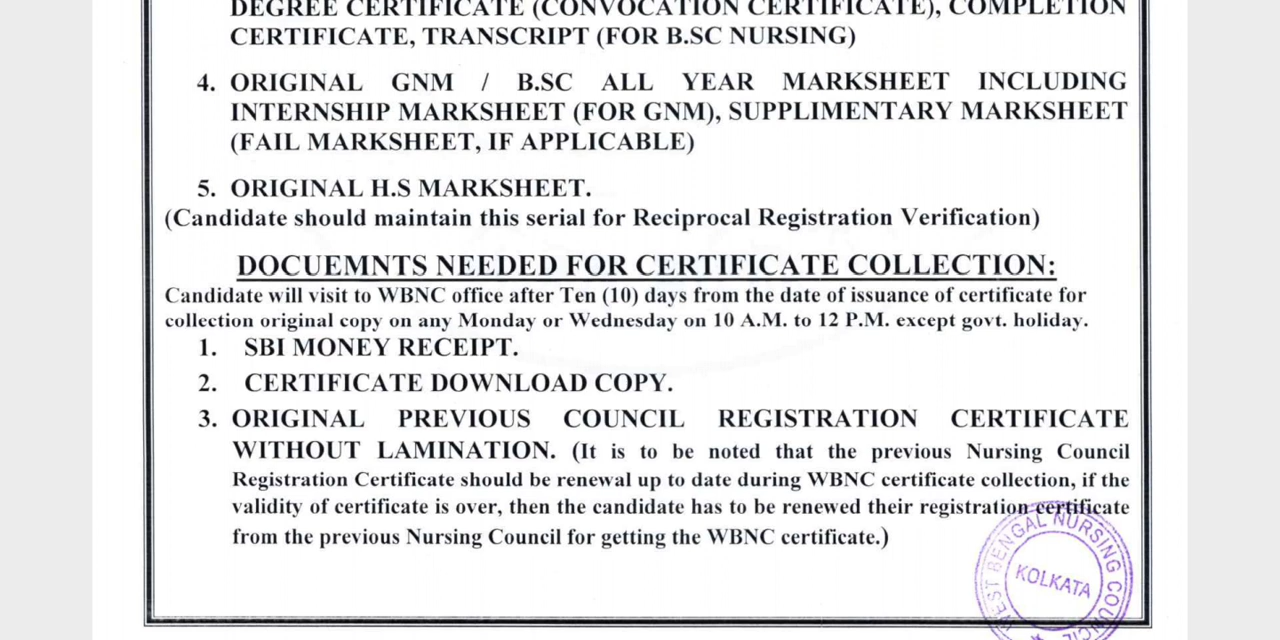 DEGREE CERTIFICATE (CONVOCATION CERTIFICATE), COMPLETION
CERTIFICATE, TRANSCRIPT (FOR B.SC NURSING)
4. ORIGINAL GNM / B.SC ALL YEAR MARKSHEET INCLUDING
INTERNSHIP MARKSHEET (FOR GNM), SUPPLIMENTARY MARKSHEET
(FAIL MARKSHEET, IF APPLICABLE)
5. ORIGINAL H.S MARKSHEET.
(Candidate should maintain this serial for Reciprocal Registration Verification)
DOCUEMNTS NEEDED FOR CERTIFICATE COLLECTION:
Candidate will visit to WBNC office after Ten (10) days from the date of issuance of certificate for
collection original copy on any Monday or Wednesday on 10 A.M. to 12 P.M. except govt. holiday.
1. SBI MONEY RECEIPT.
2. CERTIFICATE DOWNLOAD COPY.
3. ORIGINAL PREVIOUS COUNCIL REGISTRATION CERTIFICATE
WITHOUT LAMINATION. (It is to be noted that the previous Nursing Council
Registration Certificate should be renewal up to date during WBNC certificate collection, if the
validity of certificate is over, then the candidate has to be renewed their registration certificate
from the previous Nursing Council for getting the WBNC certificate.)
WEST BENGAL NURSING COUNCIL
KOLKATA